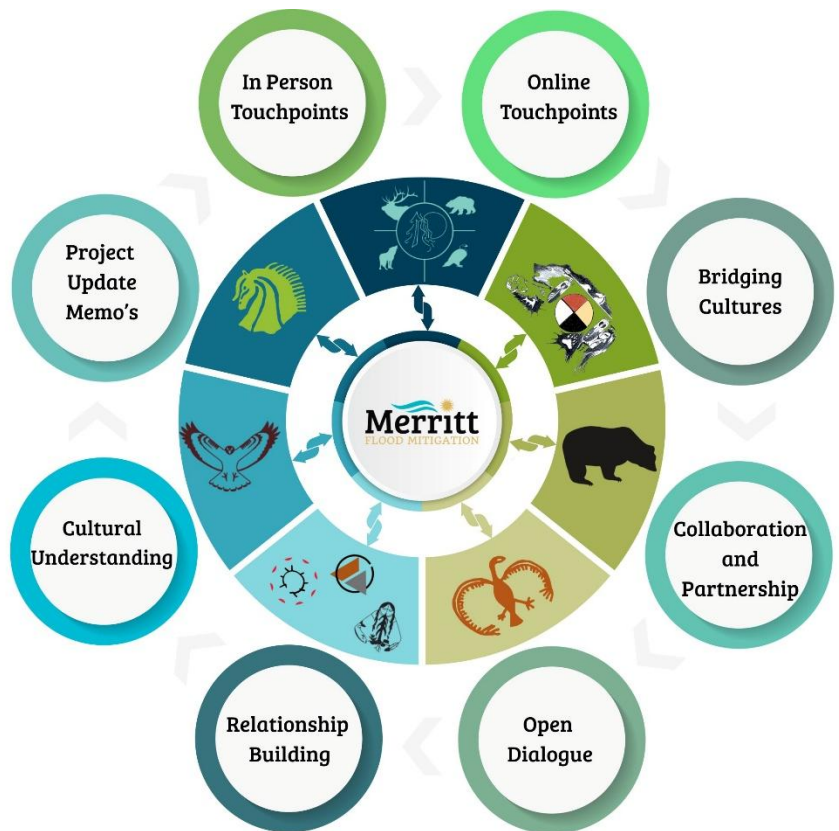 In Person
Touchpoints
Online
Touchpoints
Bridging
Cultures
Collaboration
and
Partnership
Open
Dialogue
Relationship
Building
Cultural
Understanding
Project
Update
Memo's
Merritt
FLOOD MITIGATION